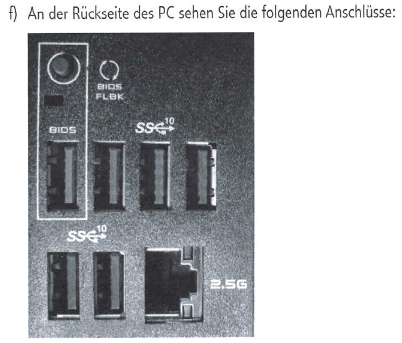 f) An der Rückseite des PC sehen Sie die folgenden Anschlüsse:
BIOS
FLBK
BIOS
SS 10
SS 10
2.5G